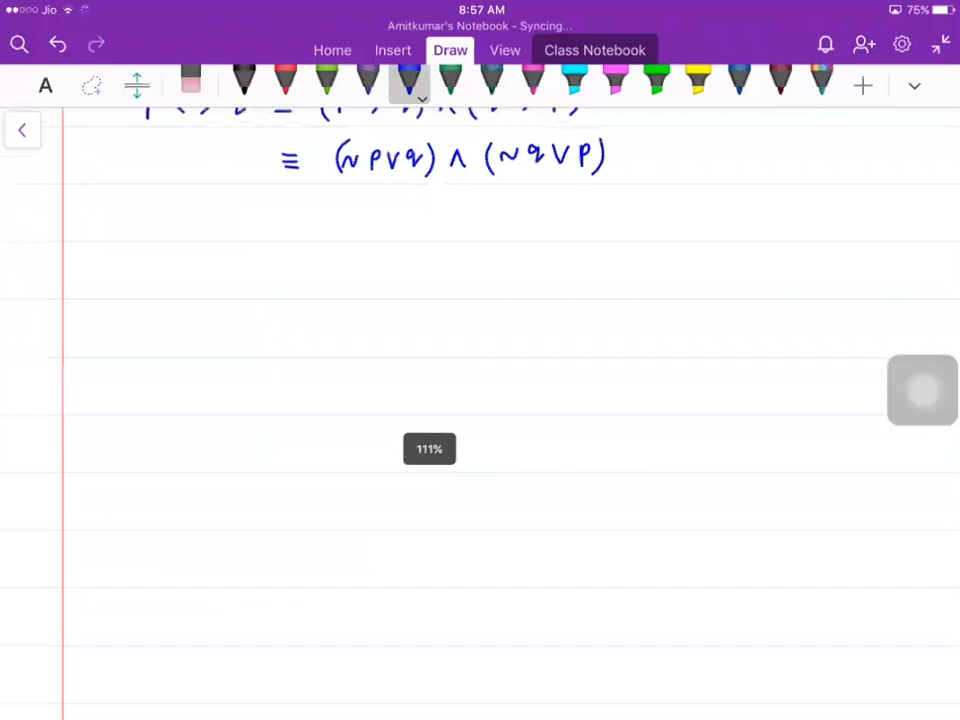 Jio 8:57 AM 75%
Amitkumar's Notebook - Syncing...
Home Insert Draw View Class Notebook
A
≡ (~p∨q) ∧ (~q∨p)
111%